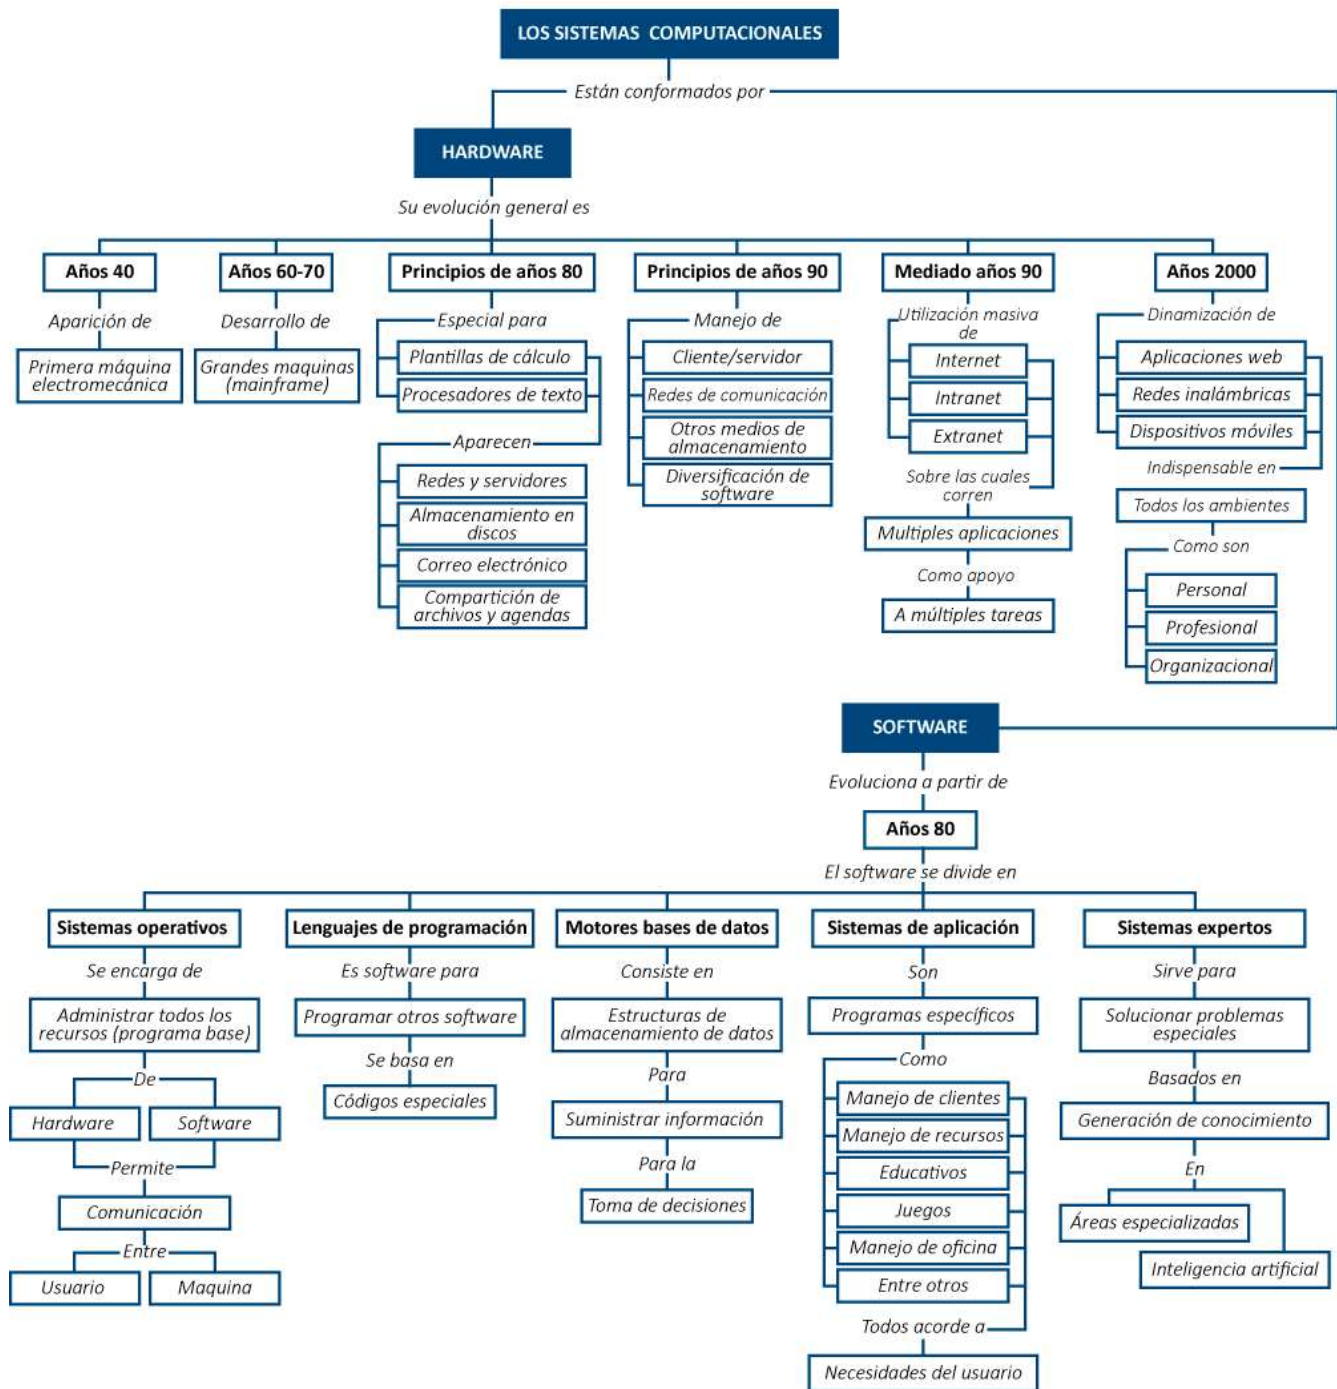 LOS SISTEMAS COMPUTACIONALES
Están conformados por
HARDWARE
Su evolución general es
Años 40
Aparición de
Primera máquina
electromecánica
Años 60-70
Desarrollo de
Grandes maquinas
(mainframe)
Principios de años 80
Especial para
Plantillas de cálculo
Procesadores de texto
Aparecen
Redes y servidores
Almacenamiento en
discos
Correo electrónico
Compartición de
archivos y agendas
Principios de años 90
Manejo de
Cliente/servidor
Redes de comunicación
Otros medios de
almacenamiento
Diversificación de
software
Mediado años 90
Utilización masiva
de
Internet
Intranet
Extranet
Sobre las cuales
corren
Multiples aplicaciones
Como apoyo
A múltiples tareas
Años 2000
Dinamización de
Aplicaciones web
Redes inalámbricas
Dispositivos móviles
Indispensable en
Todos los ambientes
Como son
Personal
Profesional
Organizacional
SOFTWARE
Evoluciona a partir de
Años 80
El software se divide en
Sistemas operativos
Se encarga de
Administrar todos los
recursos (programa base)
De
Hardware
Software
Permite
Comunicación
Entre
Usuario
Maquina
Lenguajes de programación
Es software para
Programar otros software
Se basa en
Códigos especiales
Motores bases de datos
Consiste en
Estructuras de
almacenamiento de datos
Para
Suministrar información
Para la
Toma de decisiones
Sistemas de aplicación
Son
Programas específicos
Como
Manejo de clientes
Manejo de recursos
Educativos
Juegos
Manejo de oficina
Entre otros
Todos acorde a
Necesidades del usuario
Sistemas expertos
Sirve para
Solucionar problemas
especiales
Basados en
Generación de conocimiento
En
Áreas especializadas
Inteligencia artificial